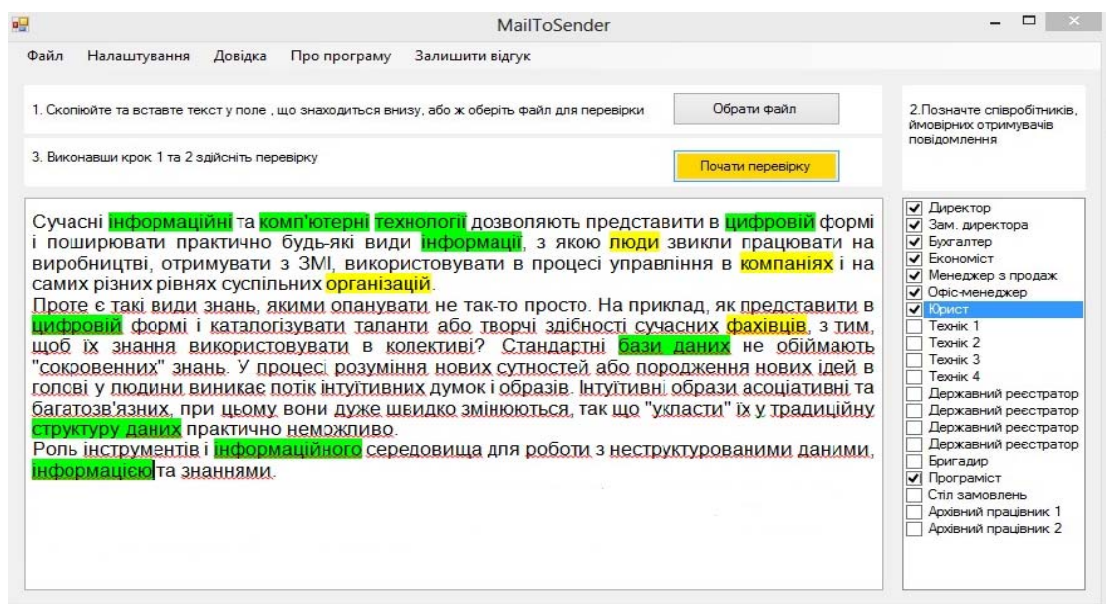 MailToSender
Файл Налаштування Довідка Про програму Залишити відгук
1. Скопіюйте та вставте текст у поле , що знаходиться внизу, або ж оберіть файл для перевірки
Обрати файл
2.Позначте співробітників,
ймовірних отримувачів
повідомлення
3. Виконавши крок 1 та 2 здійсніть перевірку
Почати перевірку
Сучасні інформаційні та комп'ютерні технології дозволяють представити в цифровій формі
і поширювати практично будь-які види інформації, з якою люди звикли працювати на
виробництві, отримувати з ЗМІ, використовувати в процесі управління в компаніях і на
самих різних рівнях суспільних організацій.
Проте є такі види знань, якими опанувати не так-то просто. На приклад, як представити в
цифровій формі і каталогізувати таланти або творчі здібності сучасних фахівців, з тим,
щоб їх знання використовувати в колективі? Стандартні бази даних не обіймають
"сокровенних" знань. У процесі розуміння нових сутностей або породження нових ідей в
голові у людини виникає потік інтуїтивних думок і образів. Інтуїтивні образи асоціативні та
багатозв'язних, при цьому вони дуже швидко змінюються, так що "укласти" їх у традиційну
структуру даних практично неможливо.
Роль інструментів і інформаційного середовища для роботи з неструктурованими даними,
інформацією та знаннями.
Директор
Зам. директора
Бухгалтер
Економіст
Менеджер з продаж
Офіс-менеджер
Юрист
Технік 1
Технік 2
Технік 3
Технік 4
Державний реєстратор
Державний реєстратор
Державний реєстратор
Державний реєстратор
Бригадир
Програміст
Стіл замовлень
Архівний працівник 1
Архівний працівник 2